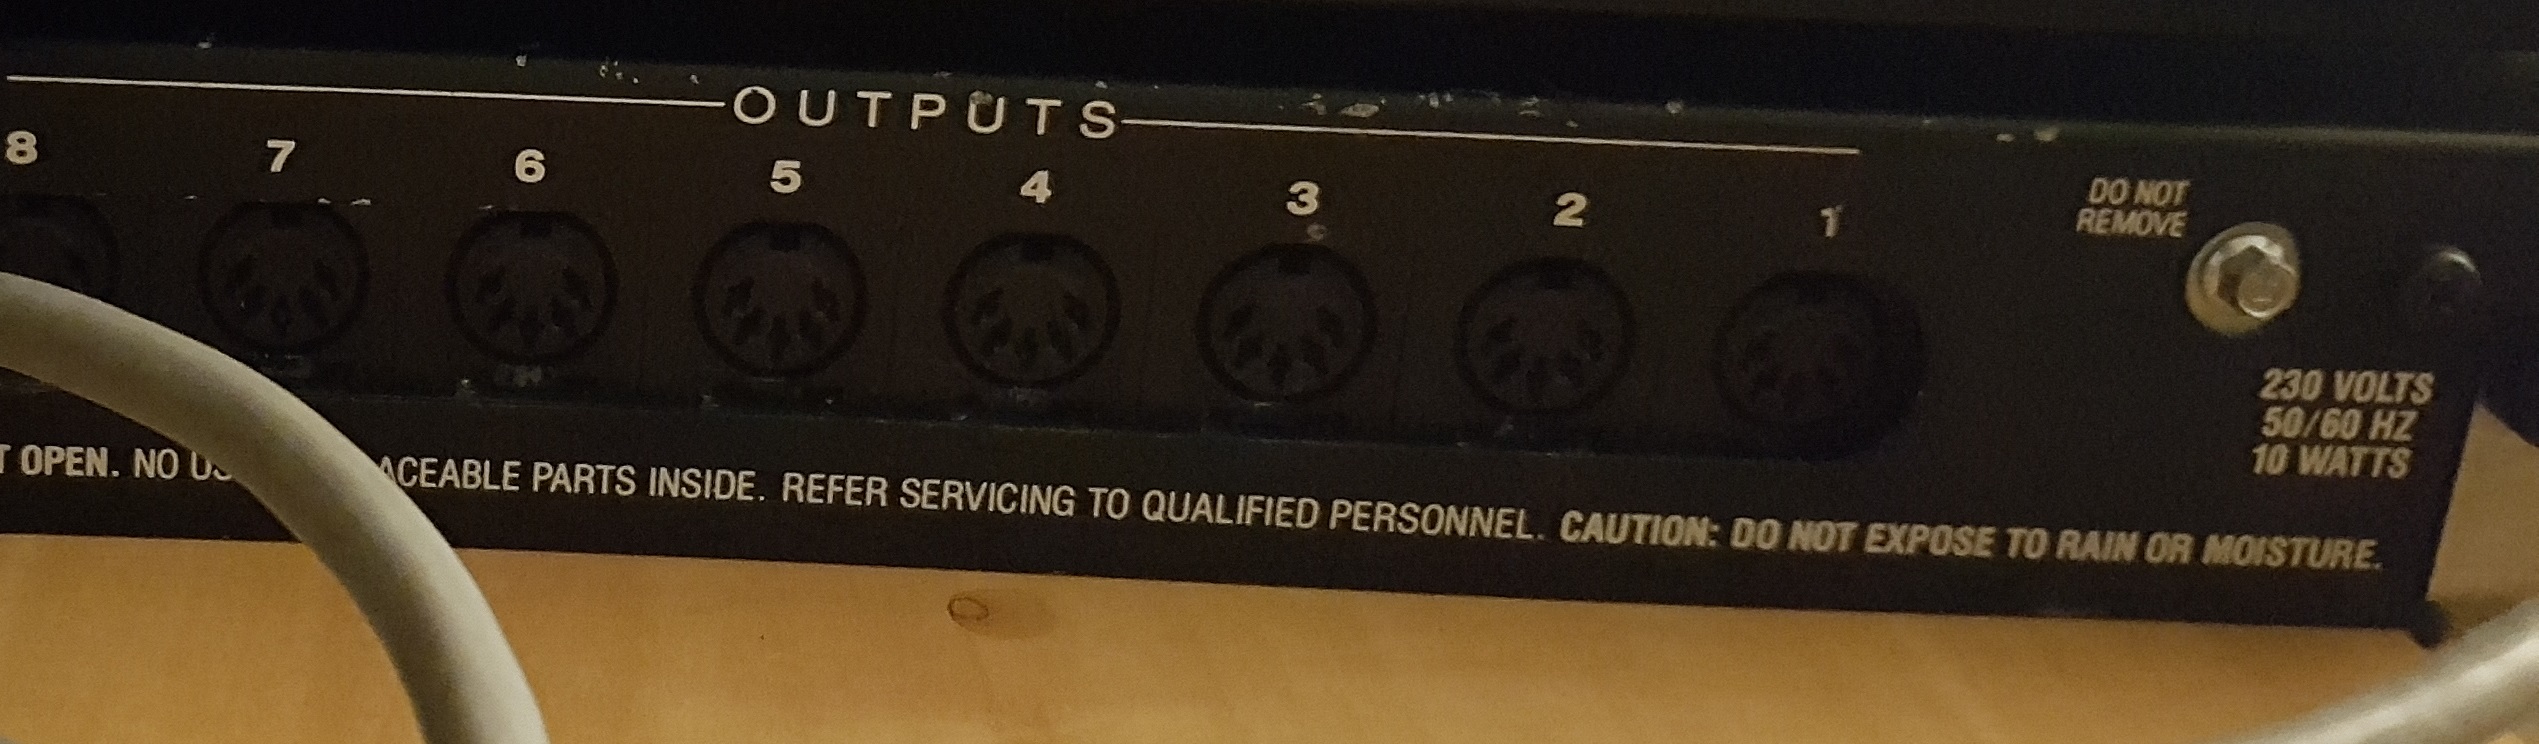 OUTPUTS
8 7 6 5 4 3 2 1
DO NOT
REMOVE
230 VOLTS
50/60 HZ
10 WATTS
OPEN. NO PARTS INSIDE. REFER SERVICING TO QUALIFIED PERSONNEL. CAUTION: DO NOT EXPOSE TO RAIN OR MOISTURE.